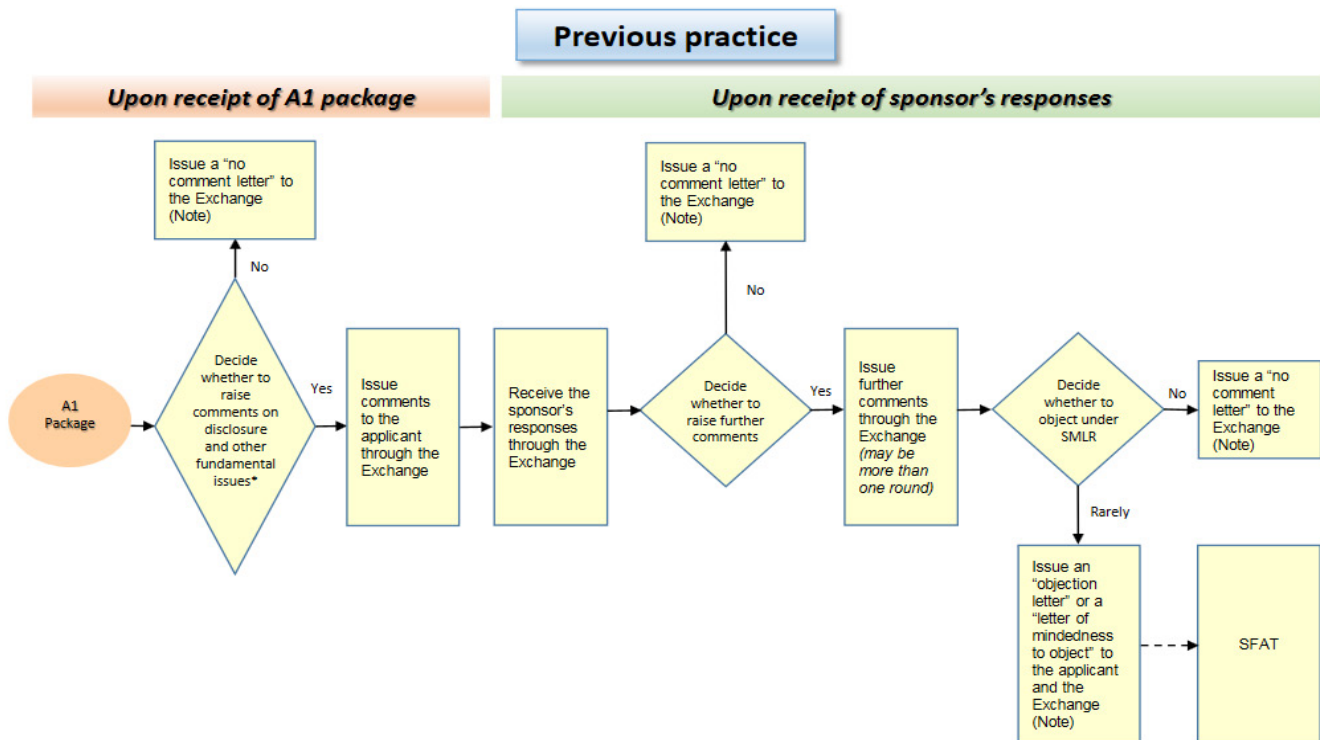 Previous practice
Upon receipt of A1 package
Upon receipt of sponsor's responses
Issue a “no
comment letter” to
the Exchange
(Note)
No
A1
Package
Decide
whether to
raise
comments on
disclosure
and other
fundamental
issues*
Yes
Issue
comments
to the
applicant
through the
Exchange
Receive the
sponsor’s
responses
through the
Exchange
Issue a “no
comment letter” to
the Exchange
(Note)
No
Decide
whether to
raise further
comments
Yes
Issue
further
comments
through the
Exchange
(may be
more than
one round)
Decide
whether to
object under
SMLR
No
Issue a “no
comment letter” to
the Exchange
(Note)
Rarely
Issue an
“objection
letter” or a
“letter of
mindedness
to object” to
the applicant
and the
Exchange
(Note)
SFAT